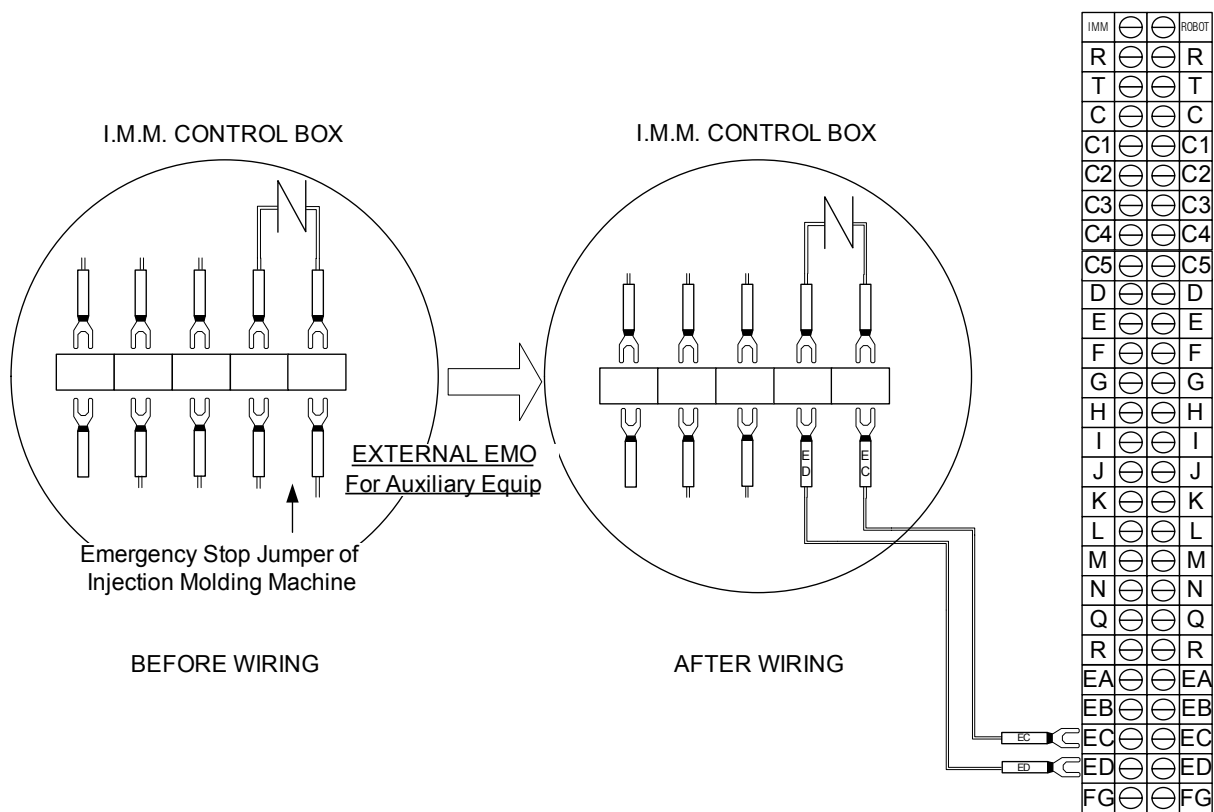 I.M.M. CONTROL BOX
EXTERNAL EMO
For Auxiliary Equip
Emergency Stop Jumper of
Injection Molding Machine
BEFORE WIRING
I.M.M. CONTROL BOX
ED
EC
AFTER WIRING
EC
ED
IMM ROBOT
R R
T T
C C
C1 C1
C2 C2
C3 C3
C4 C4
C5 C5
D D
E E
F F
G G
H H
I I
J J
K K
L L
M M
N N
Q Q
R R
EA EA
EB EB
EC EC
ED ED
FG FG